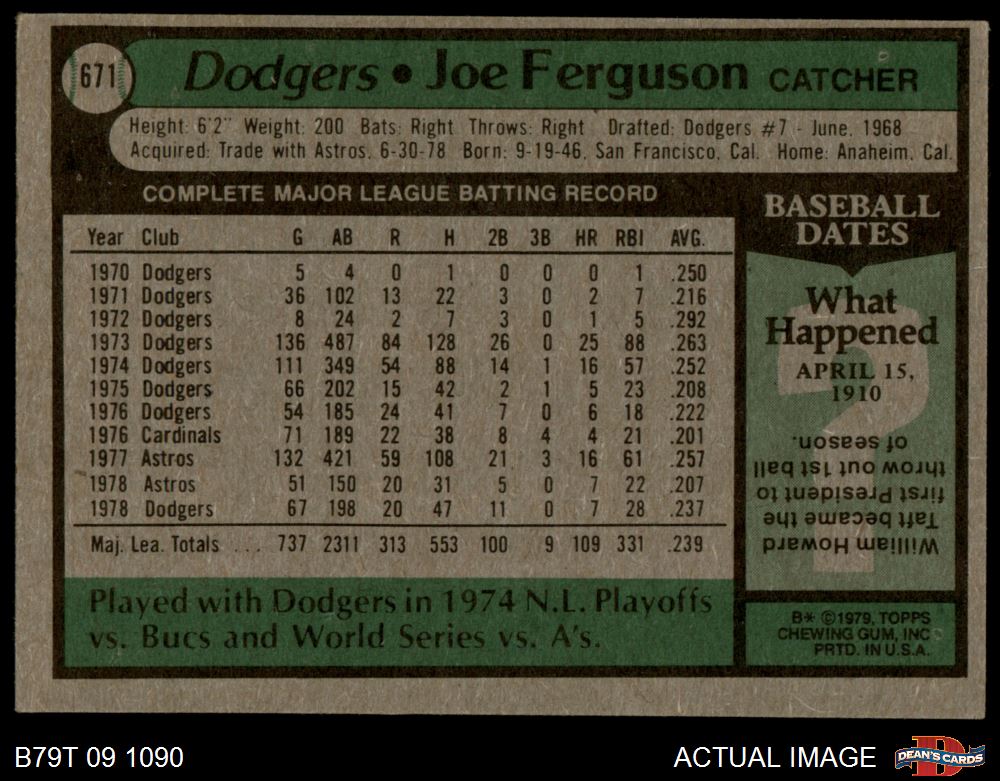 671
Dodgers • Joe Ferguson CATCHER
Height: 6'2" Weight: 200 Bats: Right Throws: Right Drafted: Dodgers #7 - June, 1968
Acquired: Trade with Astros, 6-30-78 Born: 9-19-46, San Francisco, Cal. Home: Anaheim, Cal.
COMPLETE MAJOR LEAGUE BATTING RECORD
Year Club G AB R H 2B 3B HR RBI AVG.
1970 Dodgers 5 4 0 1 0 0 0 1 .250
1971 Dodgers 36 102 13 22 3 0 2 7 .216
1972 Dodgers 8 24 2 7 3 0 1 5 .292
1973 Dodgers 136 487 84 128 26 0 25 88 .263
1974 Dodgers 111 349 54 88 14 1 16 57 .252
1975 Dodgers 66 202 15 42 2 1 5 23 .208
1976 Dodgers 54 185 24 41 7 0 6 18 .222
1976 Cardinals 71 189 22 38 8 4 4 21 .201
1977 Astros 132 421 59 108 21 3 16 61 .257
1978 Astros 51 150 20 31 5 0 7 22 .207
1978 Dodgers 67 198 20 47 11 0 7 28 .237
Maj. Lea. Totals ... 737 2311 313 553 100 9 109 331 .239
Played with Dodgers in 1974 N.L. Playoffs
vs. Bucs and World Series vs. A's.
BASEBALL
DATES
What
Happened
APRIL 15,
1910
William Howard
Taft became the
first President to
throw out 1st ball
of season.
B* ©1979, TOPPS
CHEWING GUM, INC
PRTD. IN U.S.A.
B79T 09 1090
ACTUAL IMAGE
D
DEAN'S CARDS